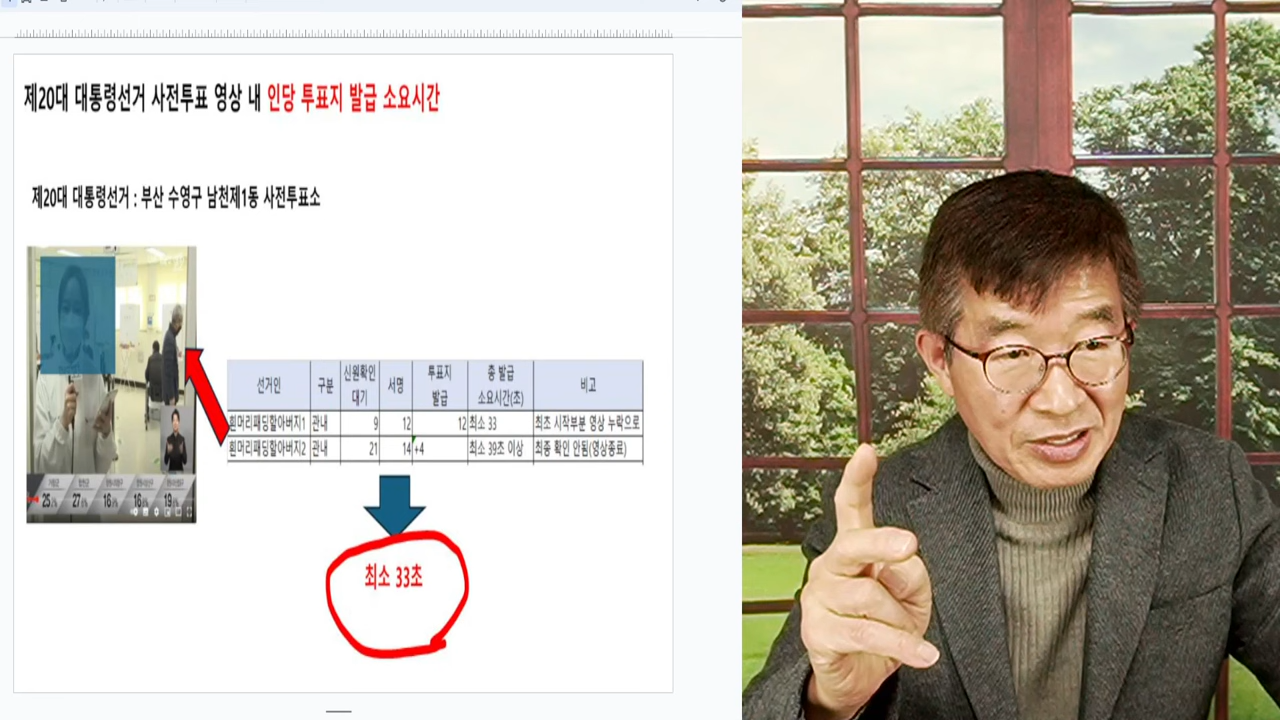 제20대 대통령선거 사전투표 영상 내 인당 투표지 발급 소요시간
제20대 대통령선거 : 부산 수영구 남천제1동 사전투표소
선거인 구분 신원확인 대기 서명 투표지 발급 총 발급 소요시간(초) 비고
흰머리패딩할아버지1 관내 9 12 12 최소 33 최초 시작부분 영상 누락으로
흰머리패딩할아버지2 관내 21 14 +4 최소 39초 이상 최종 확인 안됨(영상종료)
25 27 16 16 19
최소 33초